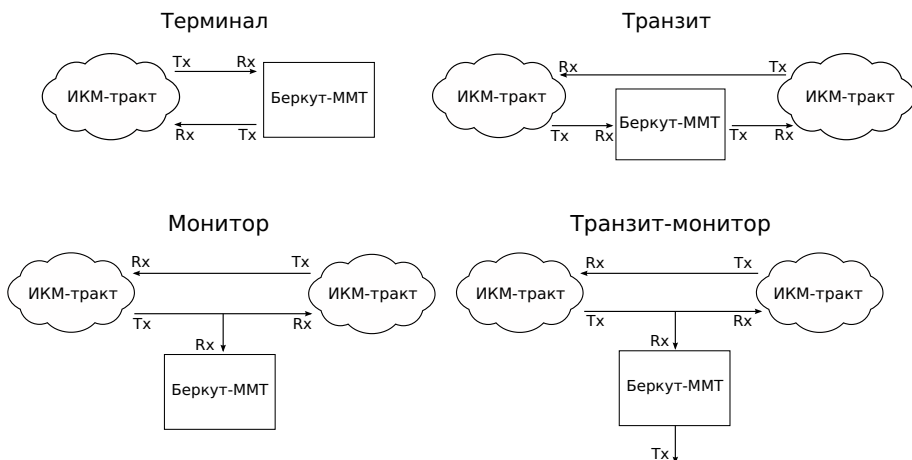 Терминал
Tx Rx
ИКМ-тракт
Беркут-ММТ
Rx Tx
Транзит
Rx Tx
ИКМ-тракт
Беркут-ММТ
ИКМ-тракт
Tx Rx
Tx Rx
Монитор
Rx Tx
ИКМ-тракт
ИКМ-тракт
Tx Rx
Rx
Беркут-ММТ
Транзит-монитор
Rx Tx
ИКМ-тракт
ИКМ-тракт
Tx Rx
Rx
Беркут-ММТ
Tx